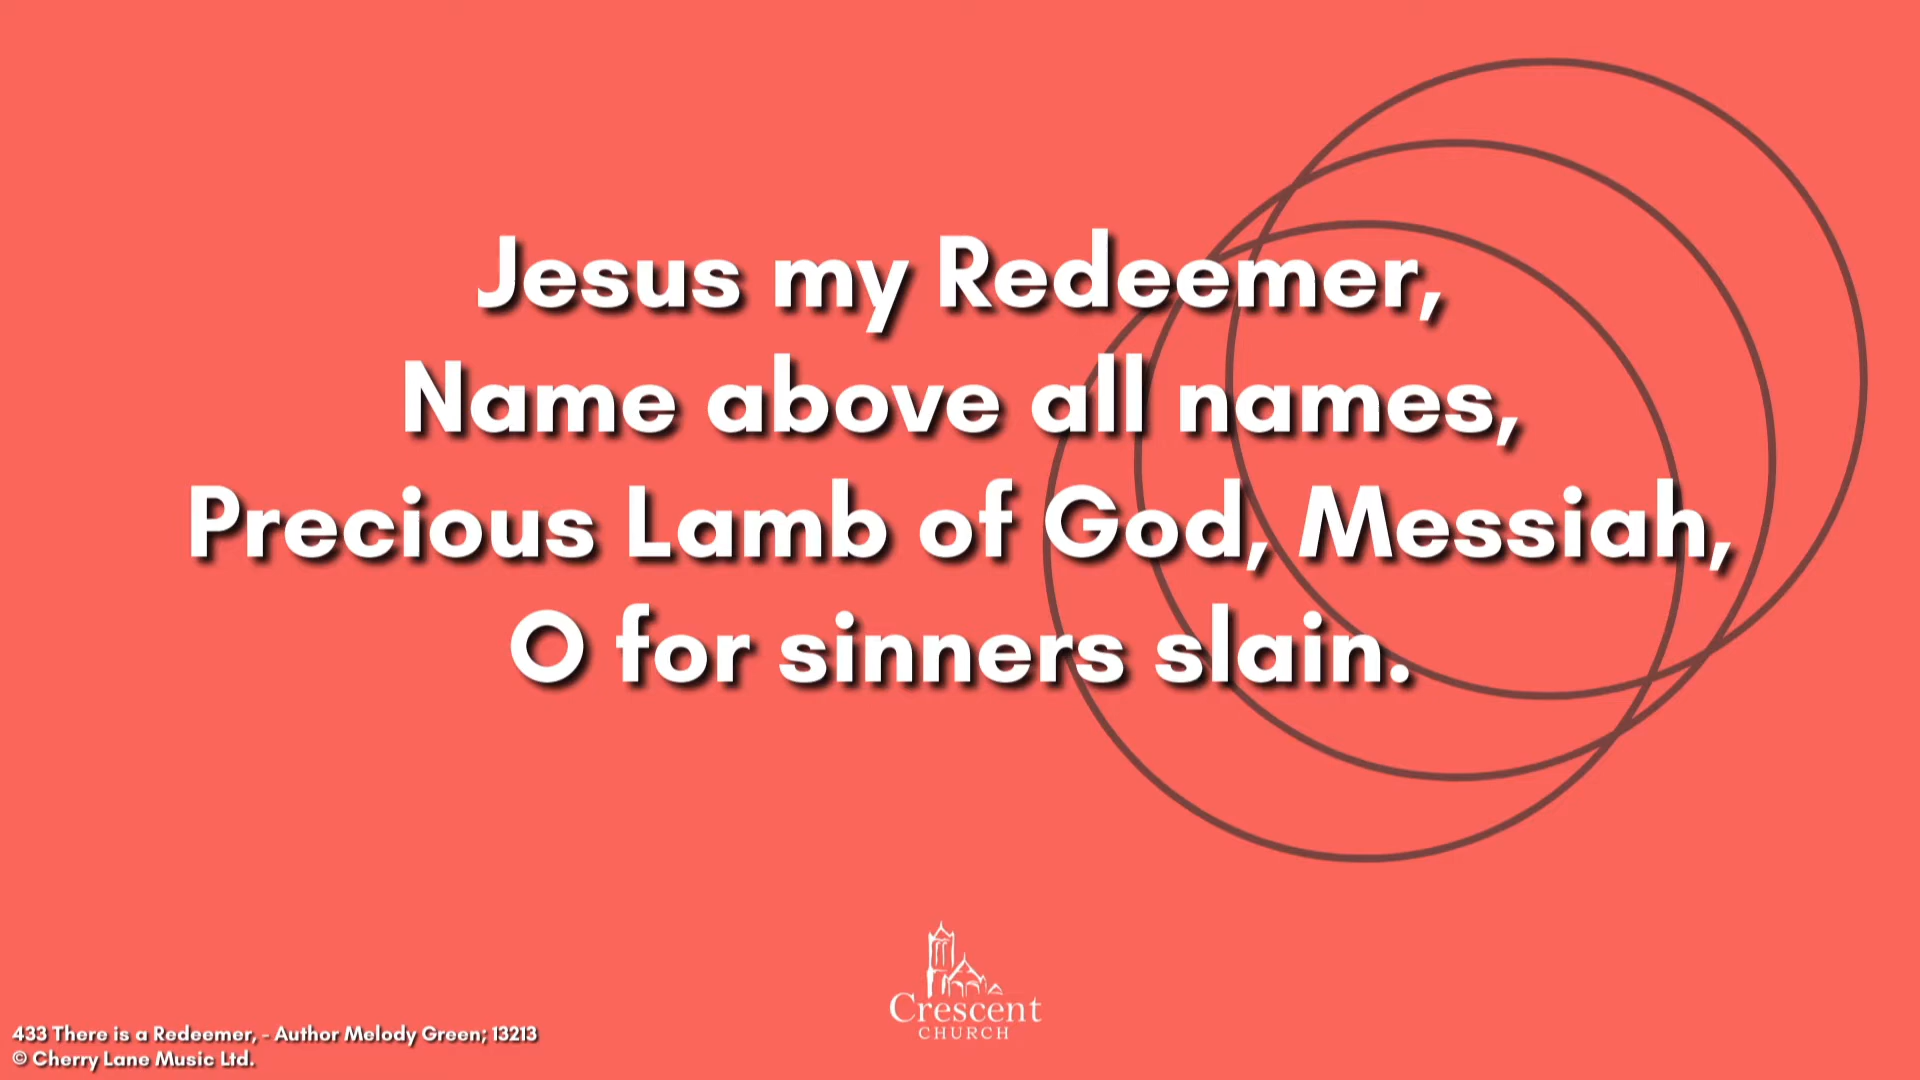 Jesus my Redeemer,
Name above all names,
Precious Lamb of God, Messiah,
O for sinners slain.
Crescent
CHURCH
433 There is a Redeemer, - Author Melody Green; 13213
© Cherry Lane Music Ltd.